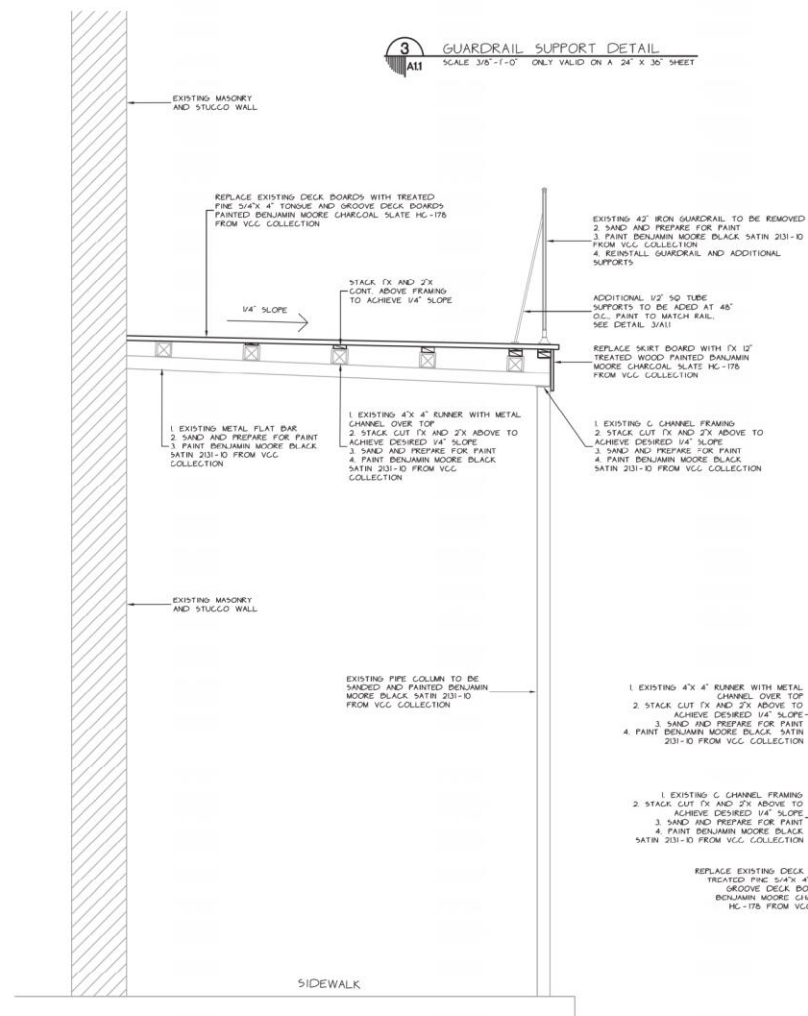 3
A1.1
GUARDRAIL SUPPORT DETAIL
SCALE 3/8"-1'-0" ONLY VALID ON A 24" X 36" SHEET
EXISTING MASONRY
AND STUCCO WALL
REPLACE EXISTING DECK BOARDS WITH TREATED
PINE 5/4"X 4" TONGUE AND GROOVE DECK BOARDS
PAINTED BENJAMIN MOORE CHARCOAL SLATE HC-178
FROM VCC COLLECTION
EXISTING 42" IRON GUARDRAIL TO BE REMOVED
2. SAND AND PREPARE FOR PAINT
3. PAINT BENJAMIN MOORE BLACK SATIN 2131-10
FROM VCC COLLECTION
4. REINSTALL GUARDRAIL AND ADDITIONAL
SUPPORTS
STACK 1"X AND 2"X
CONT. ABOVE FRAMING
TO ACHIEVE 1/4" SLOPE
1/4" SLOPE
ADDITIONAL 1/2" SQ TUBE
SUPPORTS TO BE ADED AT 48"
O.C., PAINT TO MATCH RAIL.
SEE DETAIL 3/A1.1
REPLACE SKIRT BOARD WITH 1"X 12"
TREATED WOOD PAINTED BANJAMIN
MOORE CHARCOAL SLATE HC-178
FROM VCC COLLECTION
1. EXISTING METAL FLAT BAR
2. SAND AND PREPARE FOR PAINT
3. PAINT BENJAMIN MOORE BLACK
SATIN 2131-10 FROM VCC
COLLECTION
1. EXISTING 4"X 4" RUNNER WITH METAL
CHANNEL OVER TOP
2. STACK CUT 1"X AND 2"X ABOVE TO
ACHIEVE DESIRED 1/4" SLOPE
3. SAND AND PREPARE FOR PAINT
4. PAINT BENJAMIN MOORE BLACK
SATIN 2131-10 FROM VCC
COLLECTION
1. EXISTING C CHANNEL FRAMING
2. STACK CUT 1"X AND 2"X ABOVE TO
ACHIEVE DESIRED 1/4" SLOPE
3. SAND AND PREPARE FOR PAINT
4. PAINT BENJAMIN MOORE BLACK
SATIN 2131-10 FROM VCC COLLECTION
EXISTING MASONRY
AND STUCCO WALL
EXISTING PIPE COLUMN TO BE
SANDED AND PAINTED BENJAMIN
MOORE BLACK SATIN 2131-10
FROM VCC COLLECTION
1. EXISTING 4"X 4" RUNNER WITH METAL
CHANNEL OVER TOP
2. STACK CUT 1"X AND 2"X ABOVE TO
ACHIEVE DESIRED 1/4" SLOPE
3. SAND AND PREPARE FOR PAINT
4. PAINT BENJAMIN MOORE BLACK SATIN
2131-10 FROM VCC COLLECTION
1. EXISTING C CHANNEL FRAMING
2. STACK CUT 1"X AND 2"X ABOVE TO
ACHIEVE DESIRED 1/4" SLOPE
3. SAND AND PREPARE FOR PAINT
4. PAINT BENJAMIN MOORE BLACK
SATIN 2131-10 FROM VCC COLLECTION
REPLACE EXISTING DECK
TREATED PINE 5/4"X 4"
GROOVE DECK BO
BENJAMIN MOORE CH
HC-178 FROM VCC
SIDEWALK